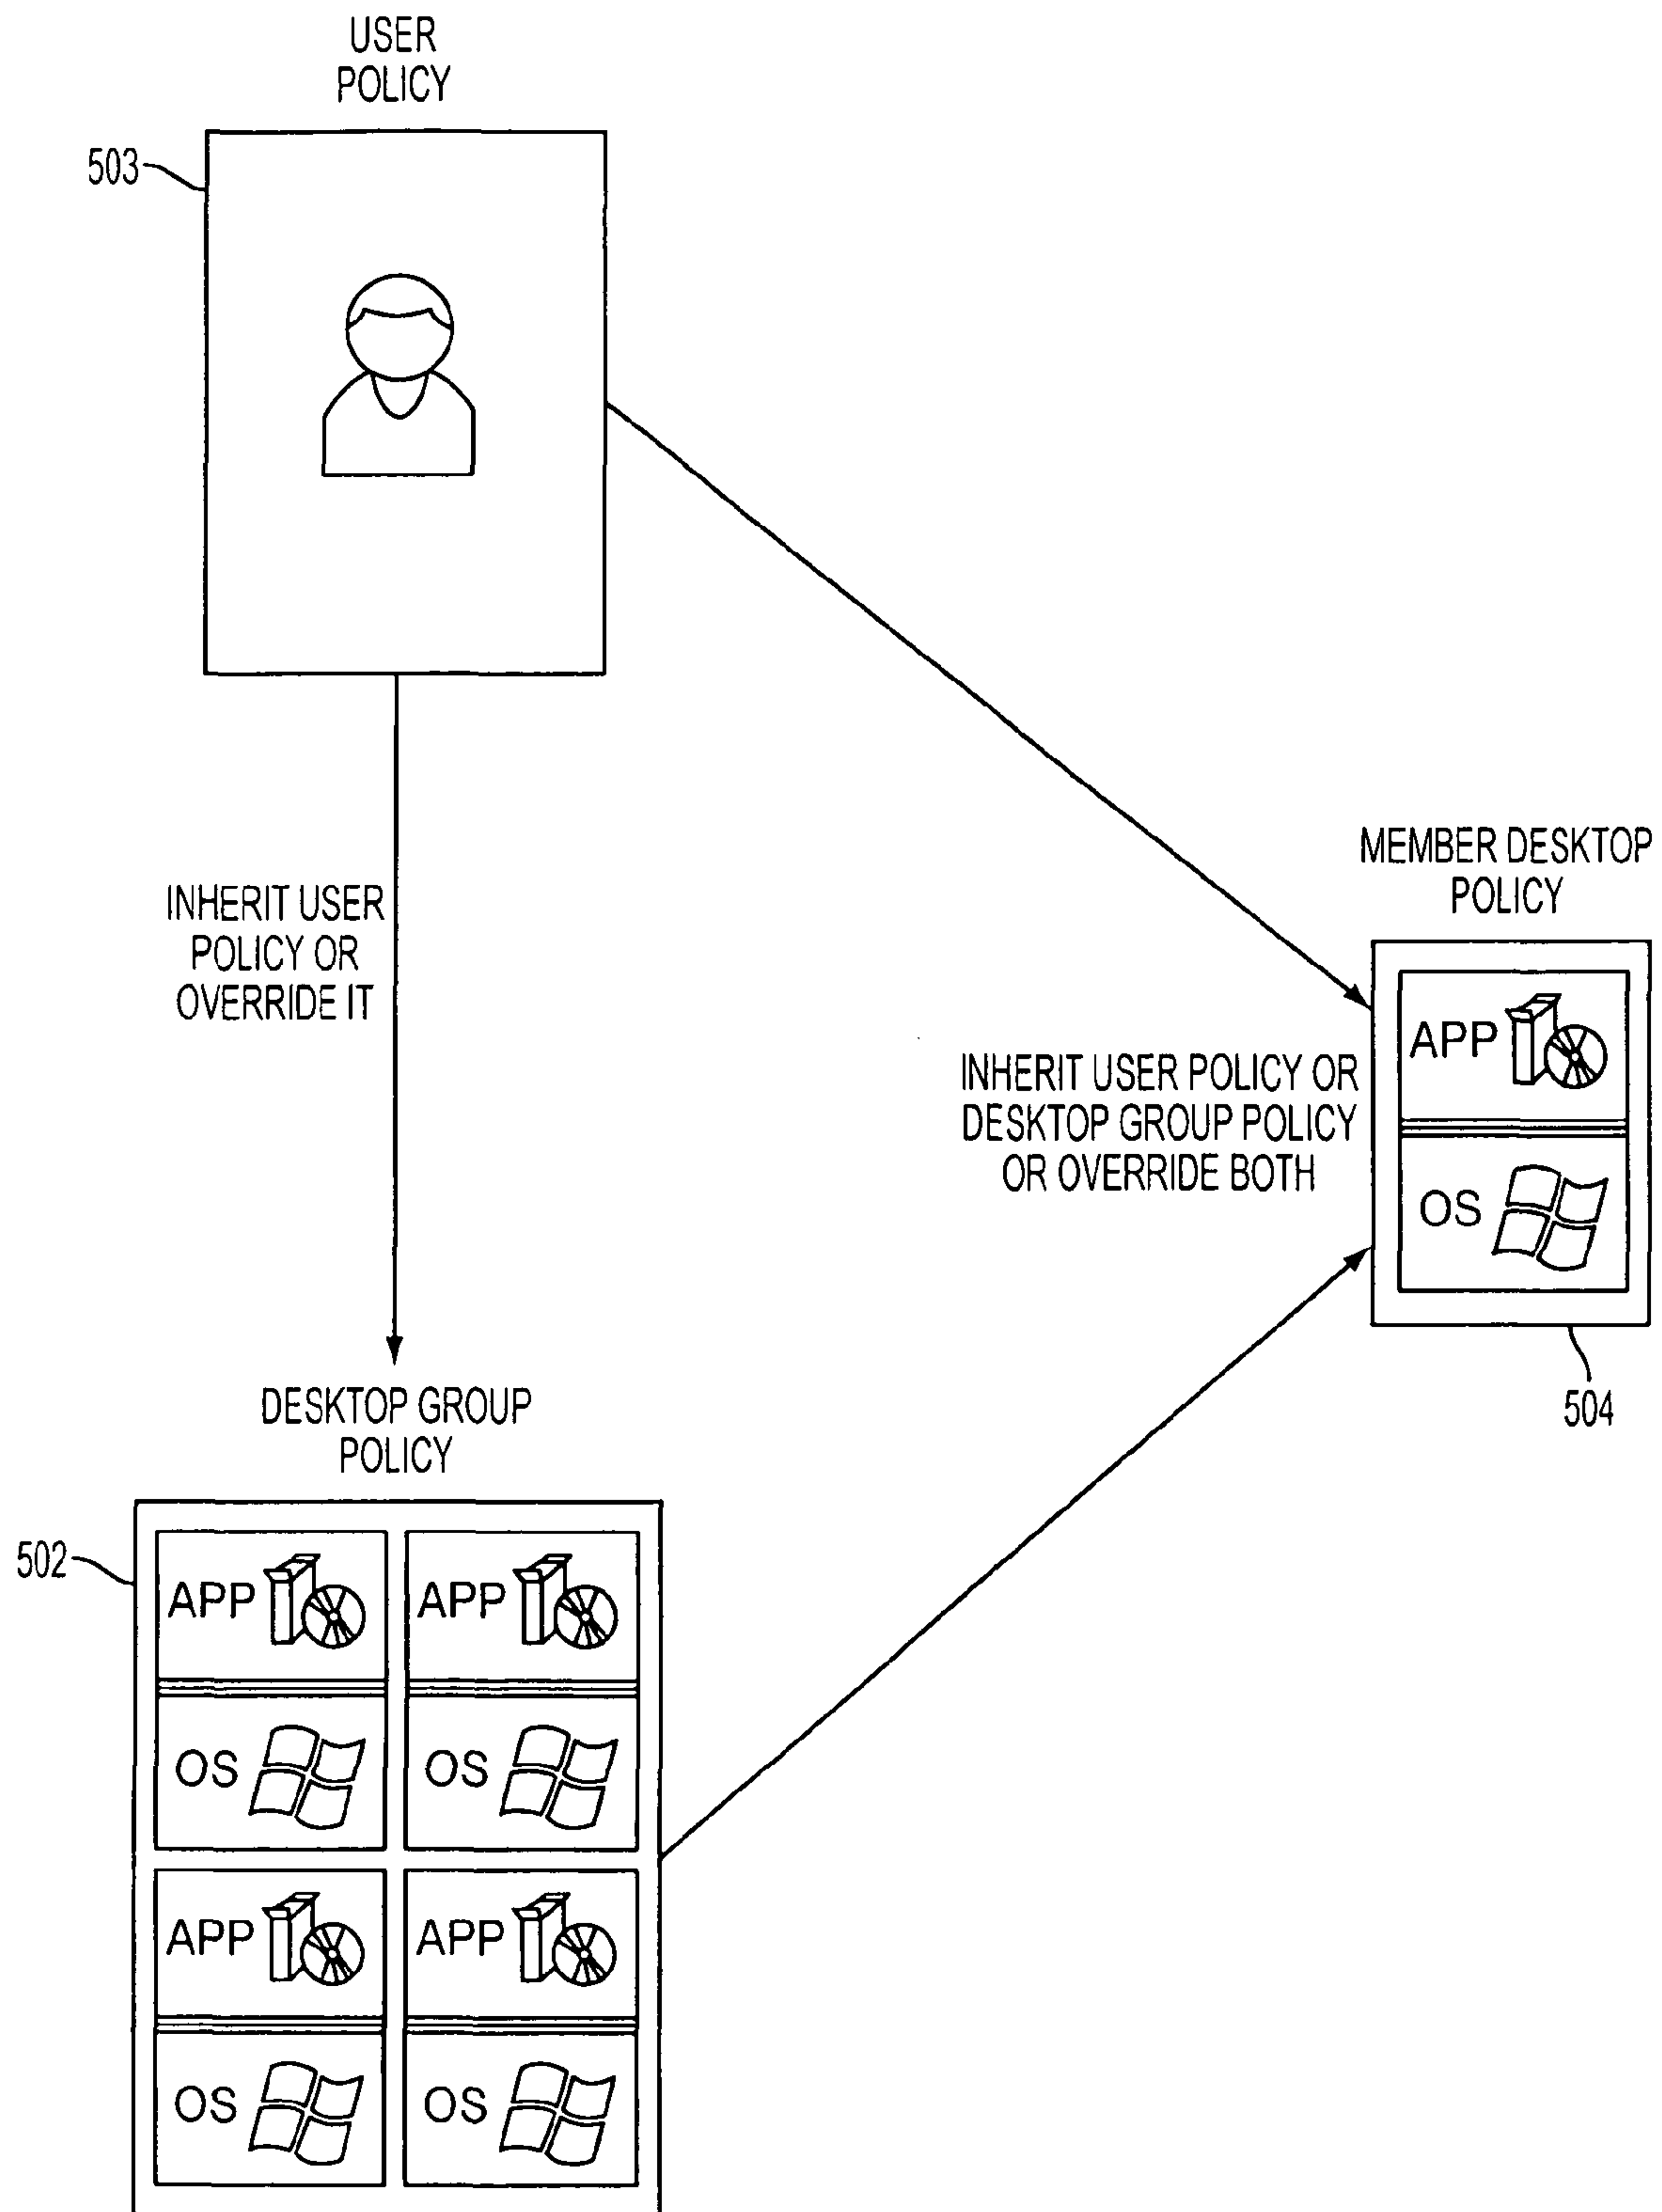 USER
POLICY
503
INHERIT USER
POLICY OR
OVERRIDE IT
MEMBER DESKTOP
POLICY
APP
OS
504
INHERIT USER POLICY OR
DESKTOP GROUP POLICY
OR OVERRIDE BOTH
DESKTOP GROUP
POLICY
502
APP
APP
OS
OS
APP
APP
OS
OS